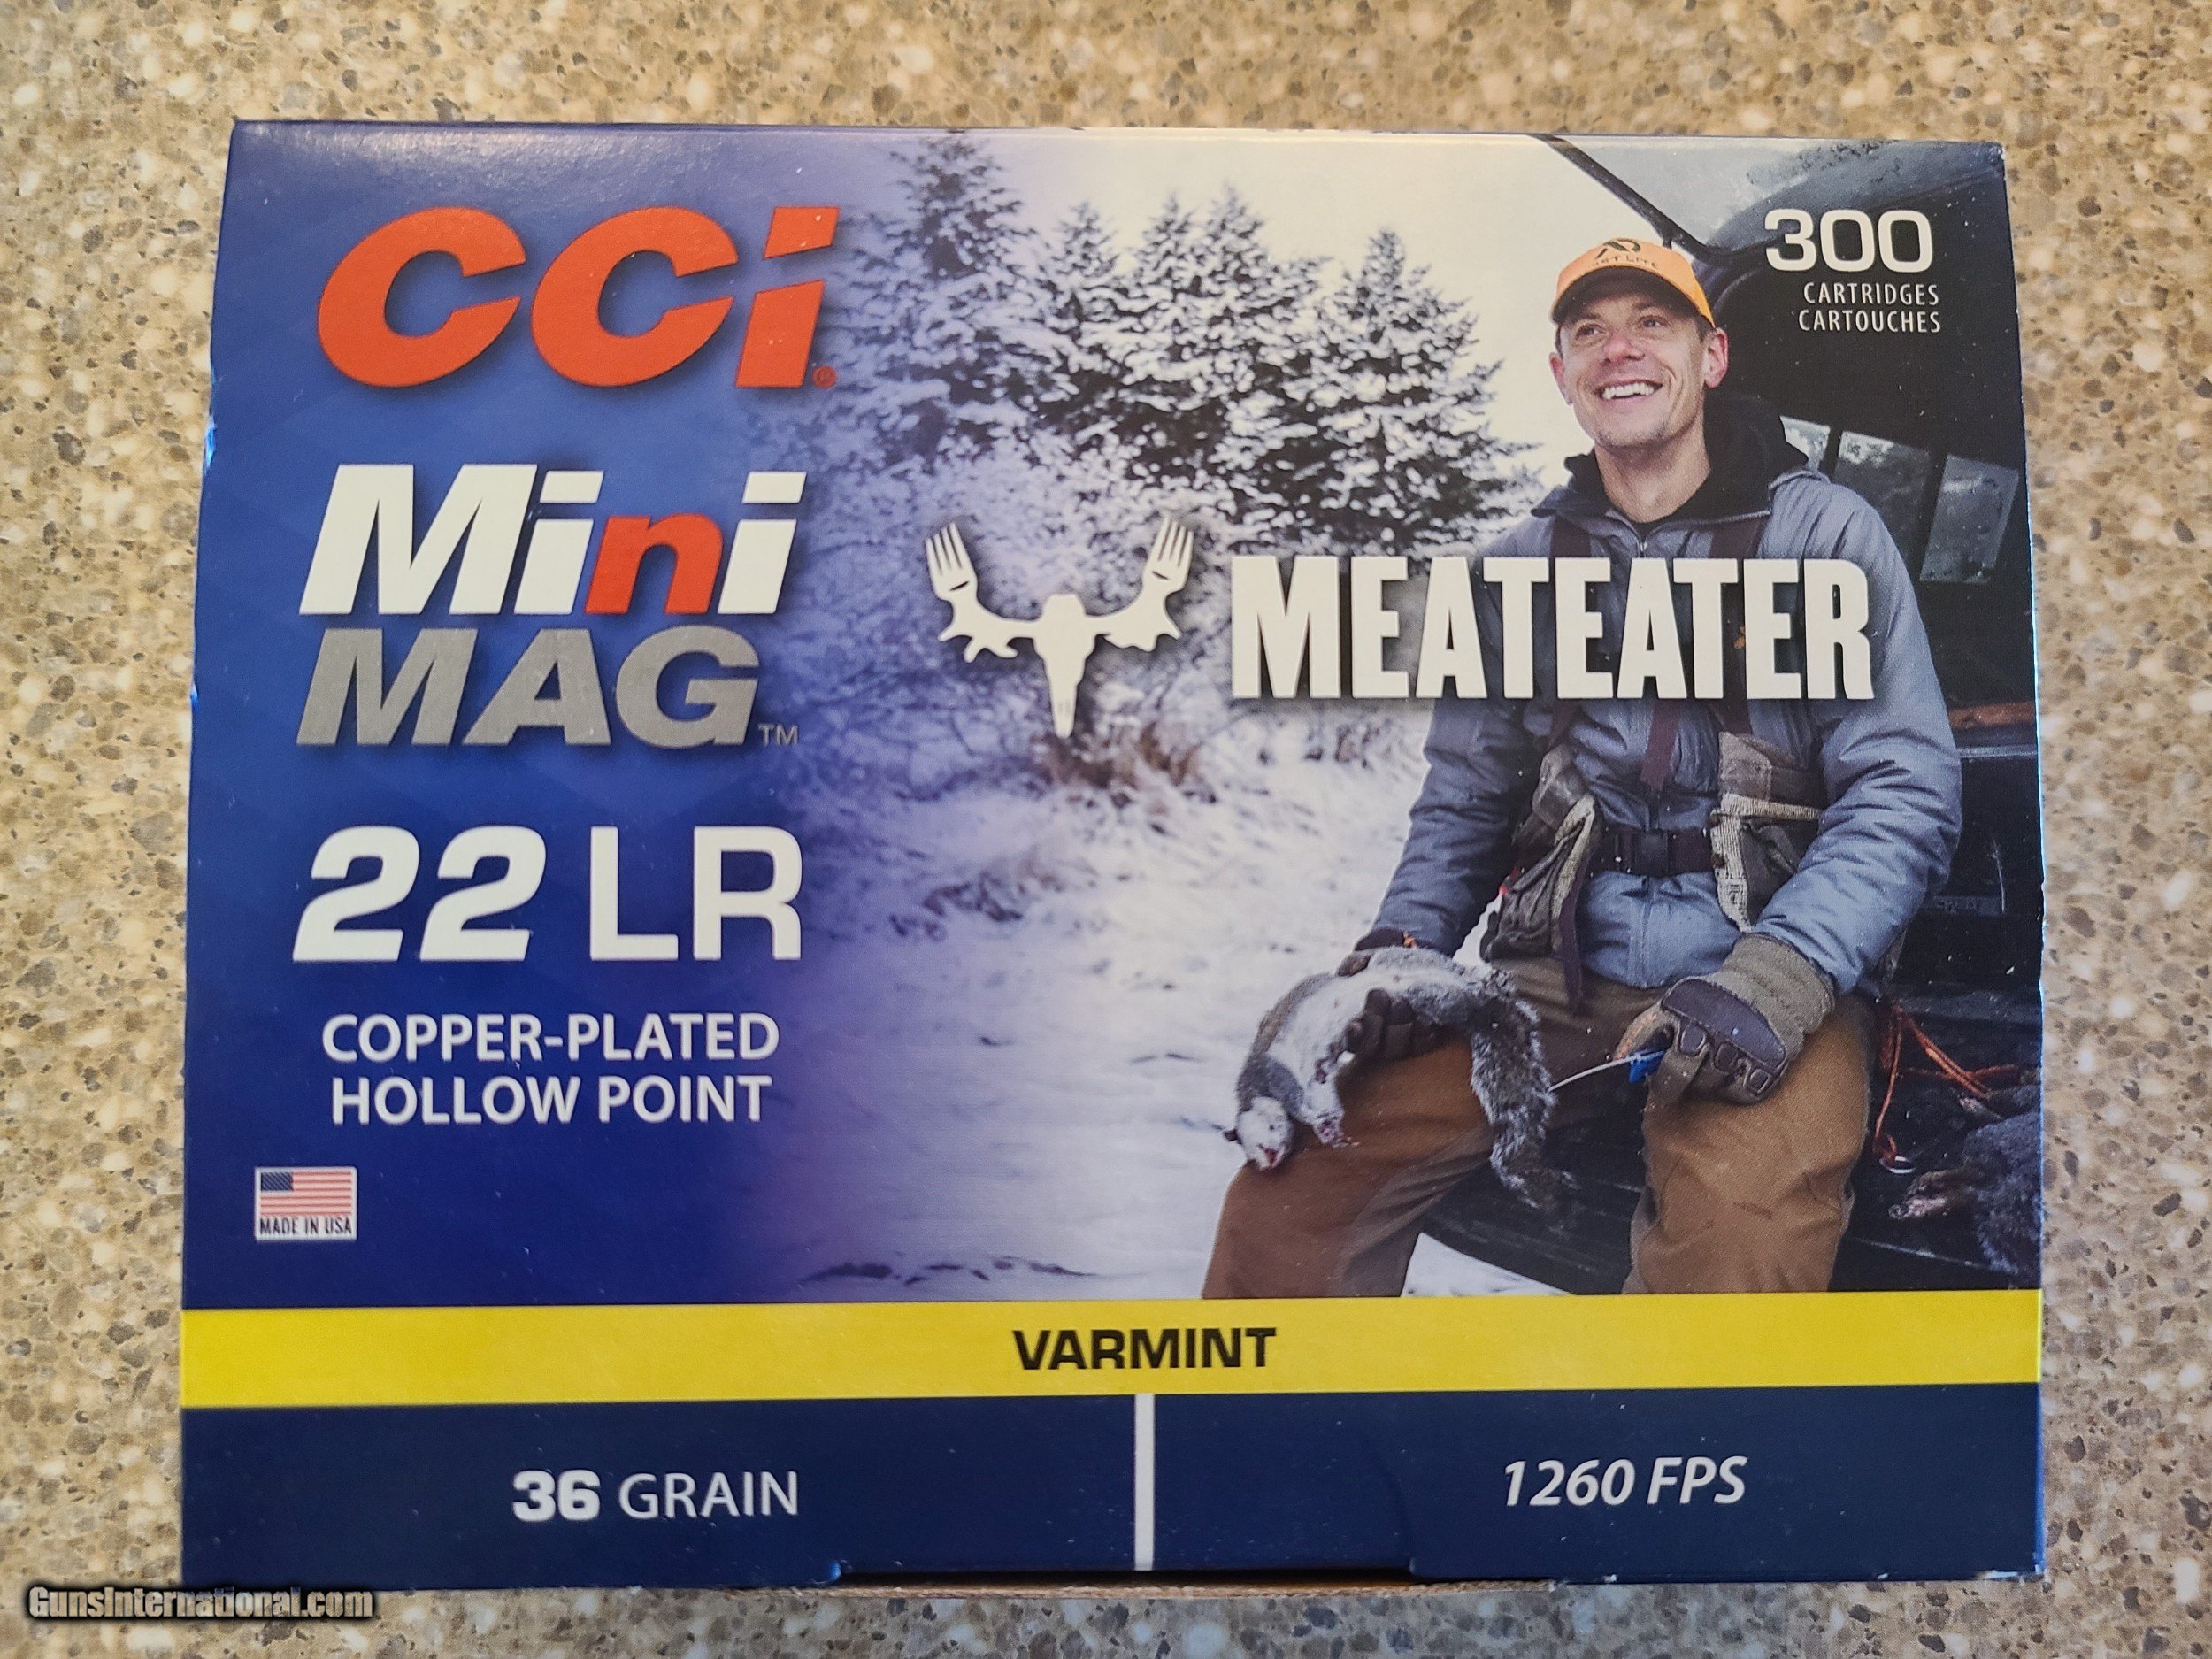 CCi®
300
CARTRIDGES
CARTOUCHES
Mini
MAG™
MEATEATER
22 LR
COPPER-PLATED
HOLLOW POINT
MADE IN USA
VARMINT
36 GRAIN
1260 FPS
GunsInternational.com